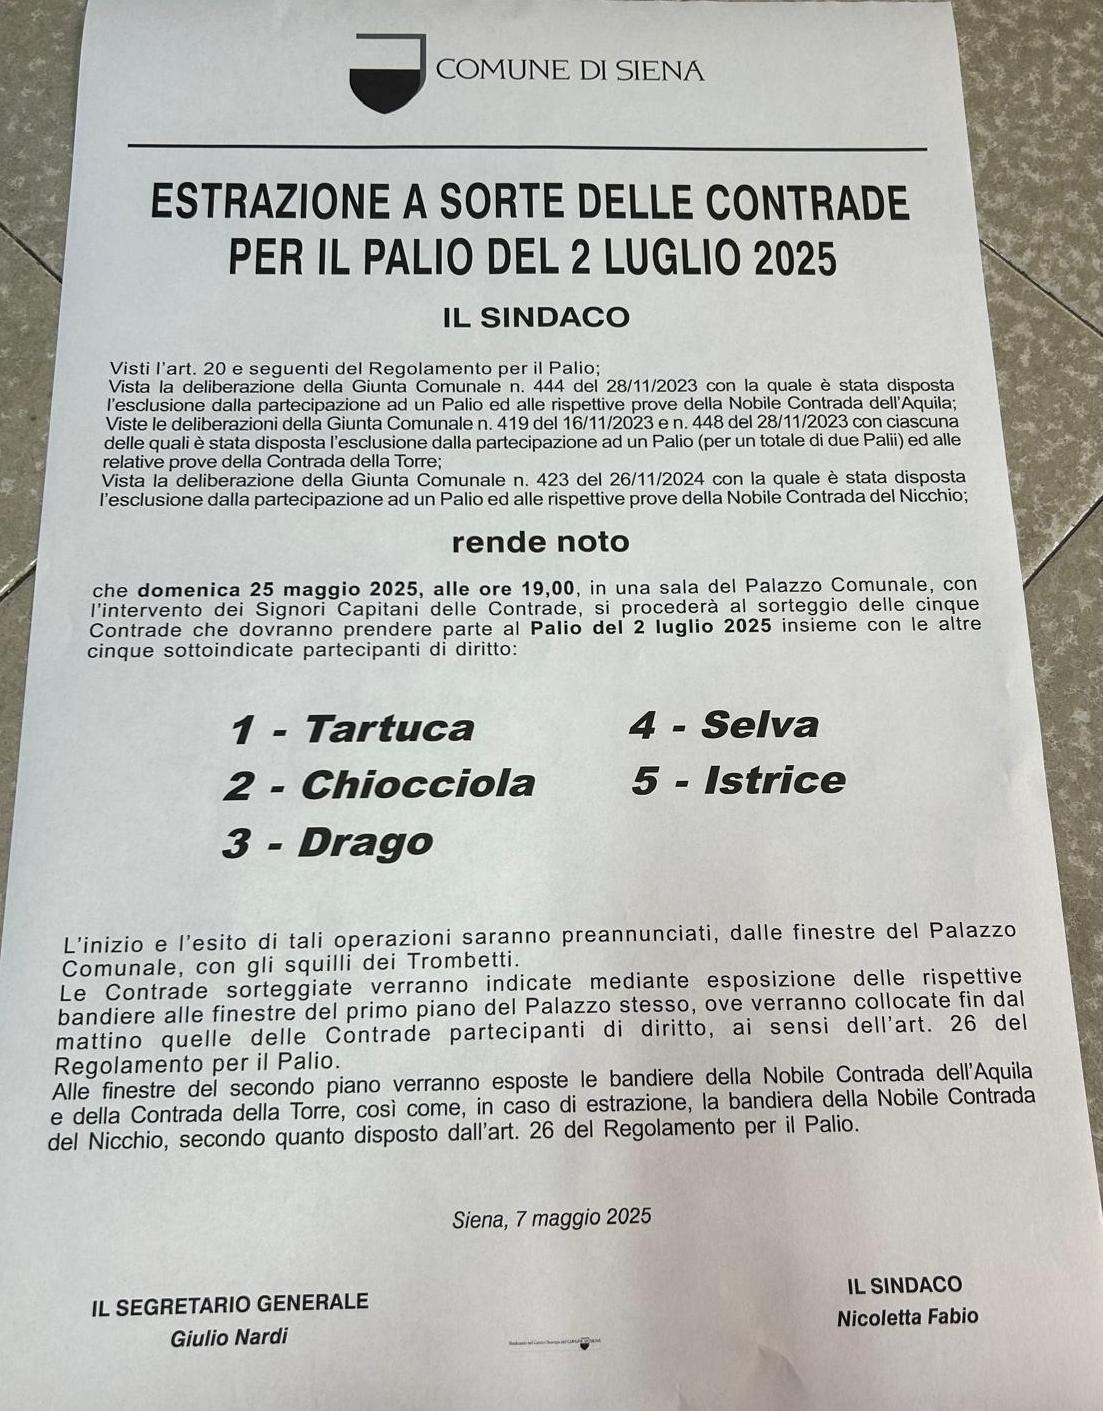 COMUNE DI SIENA
ESTRAZIONE A SORTE DELLE CONTRADE
PER IL PALIO DEL 2 LUGLIO 2025
IL SINDACO
Visti l'art. 20 e seguenti del Regolamento per il Palio;
Vista la deliberazione della Giunta Comunale n. 444 del 28/11/2023 con la quale è stata disposta
l'esclusione dalla partecipazione ad un Palio ed alle rispettive prove della Nobile Contrada dell'Aquila;
Viste le deliberazioni della Giunta Comunale n. 419 del 16/11/2023 e n. 448 del 28/11/2023 con ciascuna
delle quali è stata disposta l'esclusione dalla partecipazione ad un Palio (per un totale di due Palii) ed alle
relative prove della Contrada della Torre;
Vista la deliberazione della Giunta Comunale n. 423 del 26/11/2024 con la quale è stata disposta
l'esclusione dalla partecipazione ad un Palio ed alle rispettive prove della Nobile Contrada del Nicchio;
rende noto
che domenica 25 maggio 2025, alle ore 19,00, in una sala del Palazzo Comunale, con
l'intervento dei Signori Capitani delle Contrade, si procederà al sorteggio delle cinque
Contrade che dovranno prendere parte al Palio del 2 luglio 2025 insieme con le altre
cinque sottoindicate partecipanti di diritto:
1 - Tartuca
2 - Chiocciola
3 - Drago
4 - Selva
5 - Istrice
L'inizio e l'esito di tali operazioni saranno preannunciati, dalle finestre del Palazzo
Comunale, con gli squilli dei Trombetti.
Le Contrade sorteggiate verranno indicate mediante esposizione delle rispettive
bandiere alle finestre del primo piano del Palazzo stesso, ove verranno collocate fin dal
mattino quelle delle Contrade partecipanti di diritto, ai sensi dell'art. 26 del
Regolamento per il Palio.
Alle finestre del secondo piano verranno esposte le bandiere della Nobile Contrada dell'Aquila
e della Contrada della Torre, così come, in caso di estrazione, la bandiera della Nobile Contrada
del Nicchio, secondo quanto disposto dall'art. 26 del Regolamento per il Palio.
Siena, 7 maggio 2025
IL SEGRETARIO GENERALE
Giulio Nardi
IL SINDACO
Nicoletta Fabio